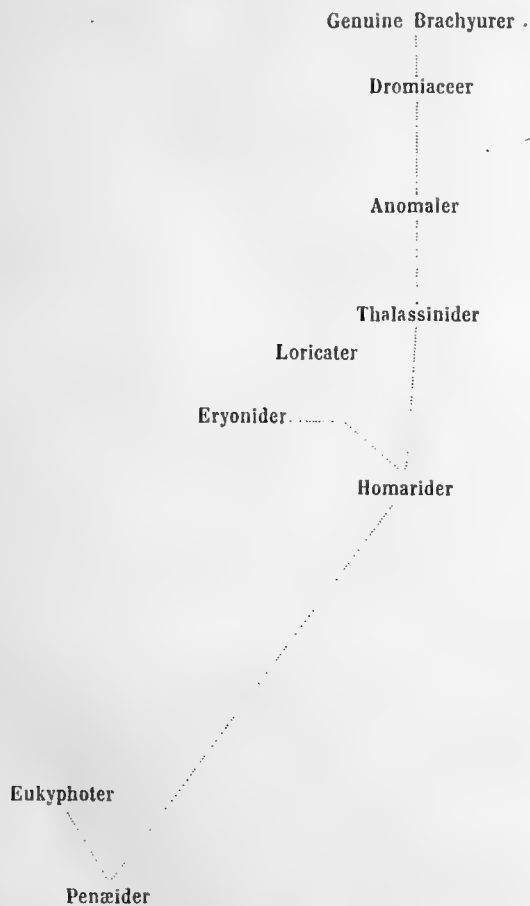 Genuine Brachyurer
Dromiaceer
Anomaler
Thalassinider
Loricater
Eryonider
Homarider
Eukyphoter
Penæider